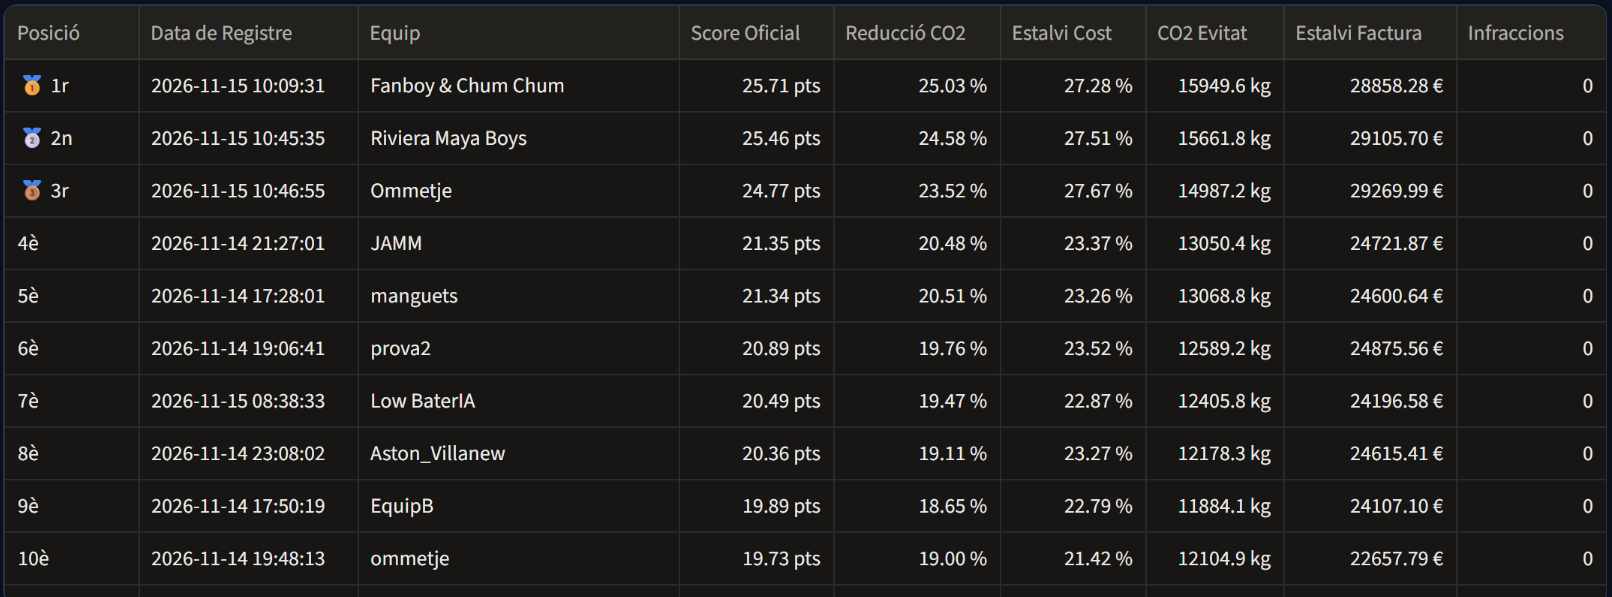 Posició Data de Registre Equip Score Oficial Reducció CO2 Estalvi Cost CO2 Evitat Estalvi Factura Infraccions
1 1r 2026-11-15 10:09:31 Fanboy & Chum Chum 25.71 pts 25.03 % 27.28 % 15949.6 kg 28858.28 € 0
2 2n 2026-11-15 10:45:35 Riviera Maya Boys 25.46 pts 24.58 % 27.51 % 15661.8 kg 29105.70 € 0
3 3r 2026-11-15 10:46:55 Ommetje 24.77 pts 23.52 % 27.67 % 14987.2 kg 29269.99 € 0
4è 2026-11-14 21:27:01 JAMM 21.35 pts 20.48 % 23.37 % 13050.4 kg 24721.87 € 0
5è 2026-11-14 17:28:01 manguets 21.34 pts 20.51 % 23.26 % 13068.8 kg 24600.64 € 0
6è 2026-11-14 19:06:41 prova2 20.89 pts 19.76 % 23.52 % 12589.2 kg 24875.56 € 0
7è 2026-11-15 08:38:33 Low BaterIA 20.49 pts 19.47 % 22.87 % 12405.8 kg 24196.58 € 0
8è 2026-11-14 23:08:02 Aston_Villanew 20.36 pts 19.11 % 23.27 % 12178.3 kg 24615.41 € 0
9è 2026-11-14 17:50:19 EquipB 19.89 pts 18.65 % 22.79 % 11884.1 kg 24107.10 € 0
10è 2026-11-14 19:48:13 ommetje 19.73 pts 19.00 % 21.42 % 12104.9 kg 22657.79 € 0